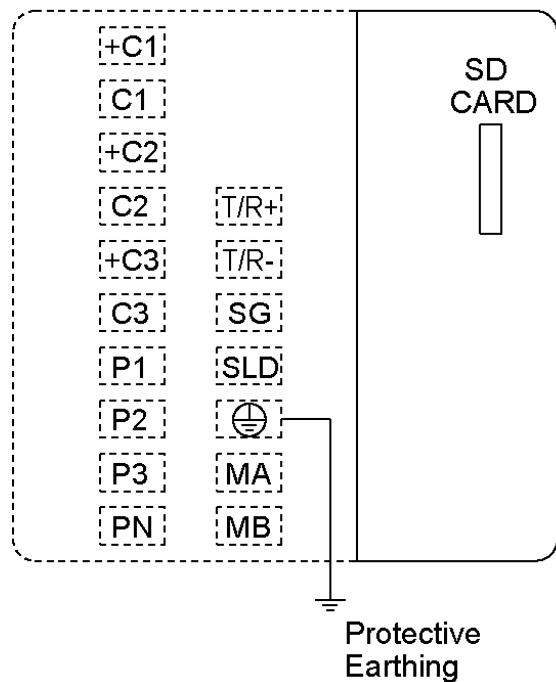 +C1
C1
+C2
C2
+C3
C3
P1
P2
P3
PN
T/R+
T/R-
SG
SLD
MA
MB
SD
CARD
Protective
Earthing